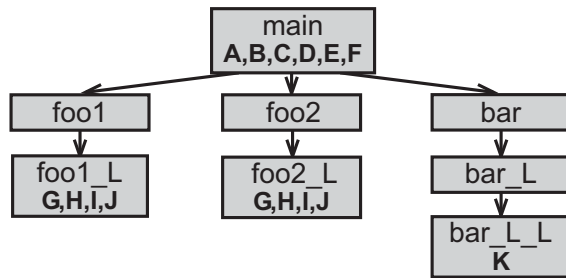 main
A,B,C,D,E,F
foo1
foo2
bar
foo1_L
G,H,I,J
foo2_L
G,H,I,J
bar_L
bar_L_L
K